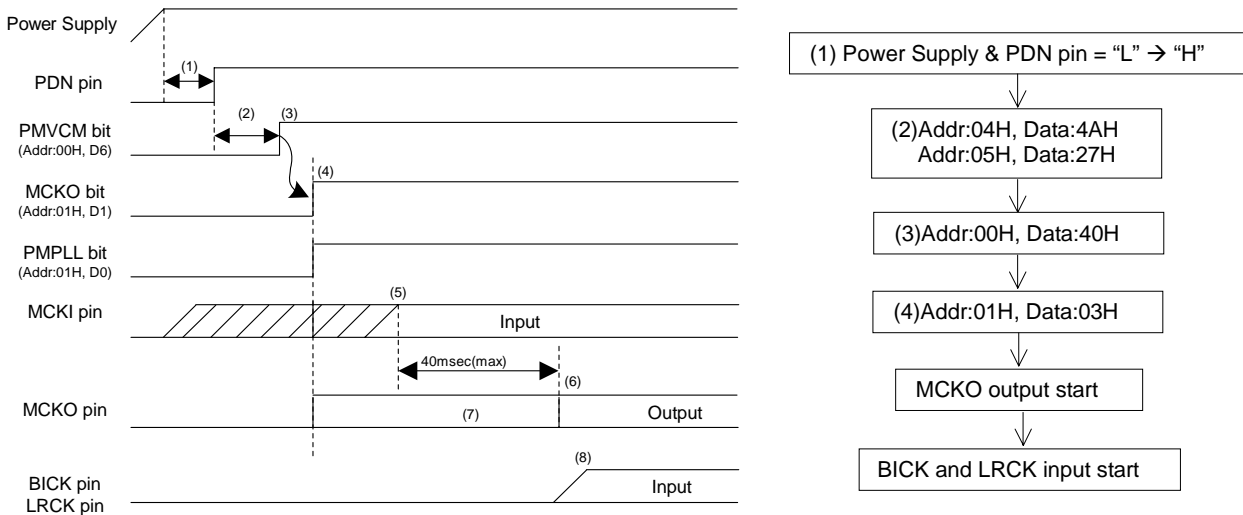 Power Supply
(1)
PDN pin
(2)
(3)
PMVCM bit
(Addr:00H, D6)
(4)
MCKO bit
(Addr:01H, D1)
PMPLL bit
(Addr:01H, D0)
(5)
MCKI pin
Input
40msec(max)
(6)
MCKO pin
(7)
Output
(8)
BICK pin
LRCK pin
Input
(1) Power Supply & PDN pin = “L” → “H”
(2)Addr:04H, Data:4AH
Addr:05H, Data:27H
(3)Addr:00H, Data:40H
(4)Addr:01H, Data:03H
MCKO output start
BICK and LRCK input start